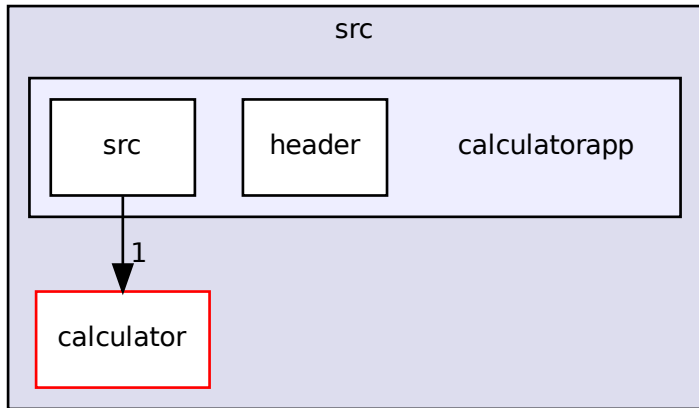 src
src
header
calculatorapp
1
calculator